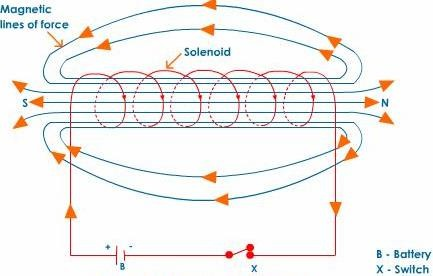 Magnetic
lines of force
Solenoid
S
N
+ -
B
X
B - Battery
X - Switch